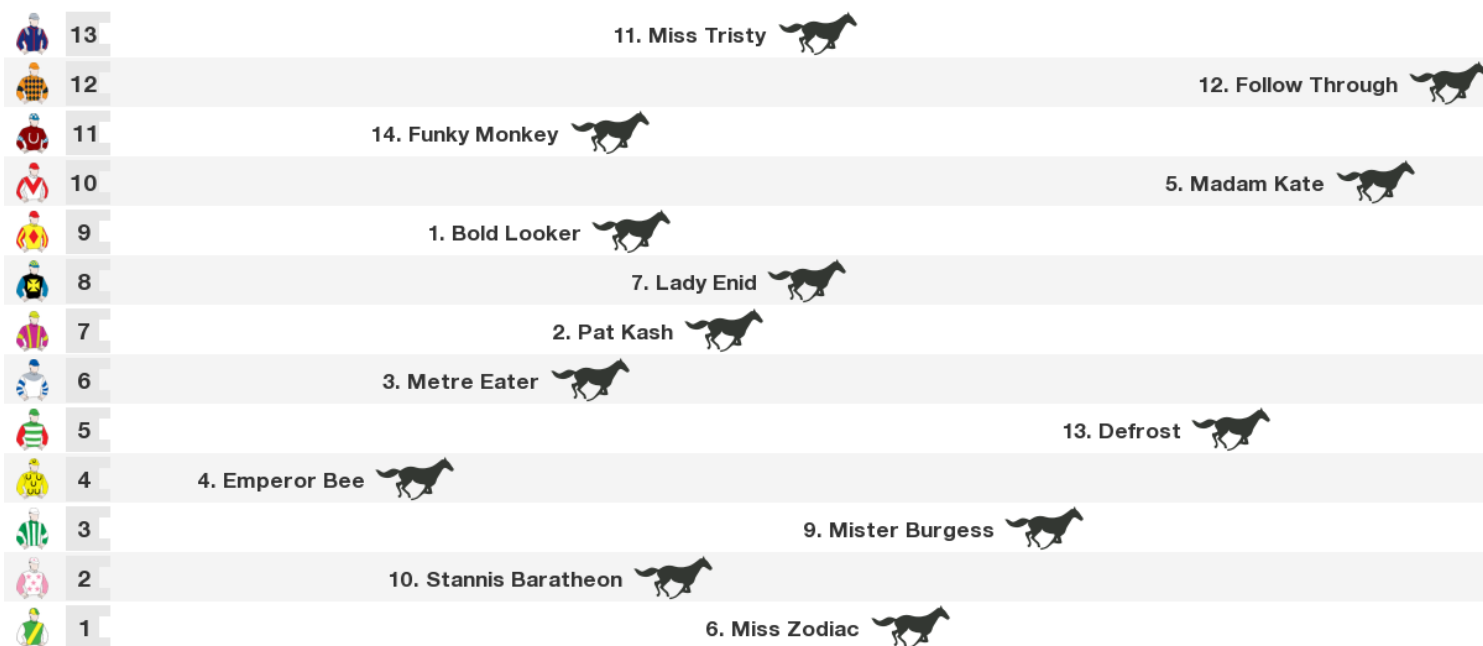 13 11. Miss Tristy
12 12. Follow Through
11 14. Funky Monkey
10 5. Madam Kate
9 1. Bold Looker
8 7. Lady Enid
7 2. Pat Kash
6 3. Metre Eater
5 13. Defrost
4 4. Emperor Bee
3 9. Mister Burgess
2 10. Stannis Baratheon
1 6. Miss Zodiac